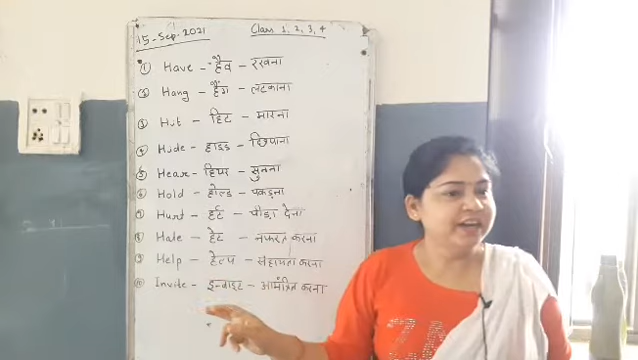 15-Sep.-2021 Class 1, 2, 3, 4
① Have - हैव - रखना
② Hang - हैंग - लटकाना
③ Hit - हिट - मारना
④ Hide - हाइड - छिपाना
⑤ Hear - हियर - सुनना
⑥ Hold - होल्ड - पकड़ना
⑦ Hurt - हर्ट - पीड़ा देना
⑧ Hate - हेट - नफरत करना
⑨ Help - हेल्प - सहायता करना
⑩ Invite - इन्वाइट - आमंत्रित करना